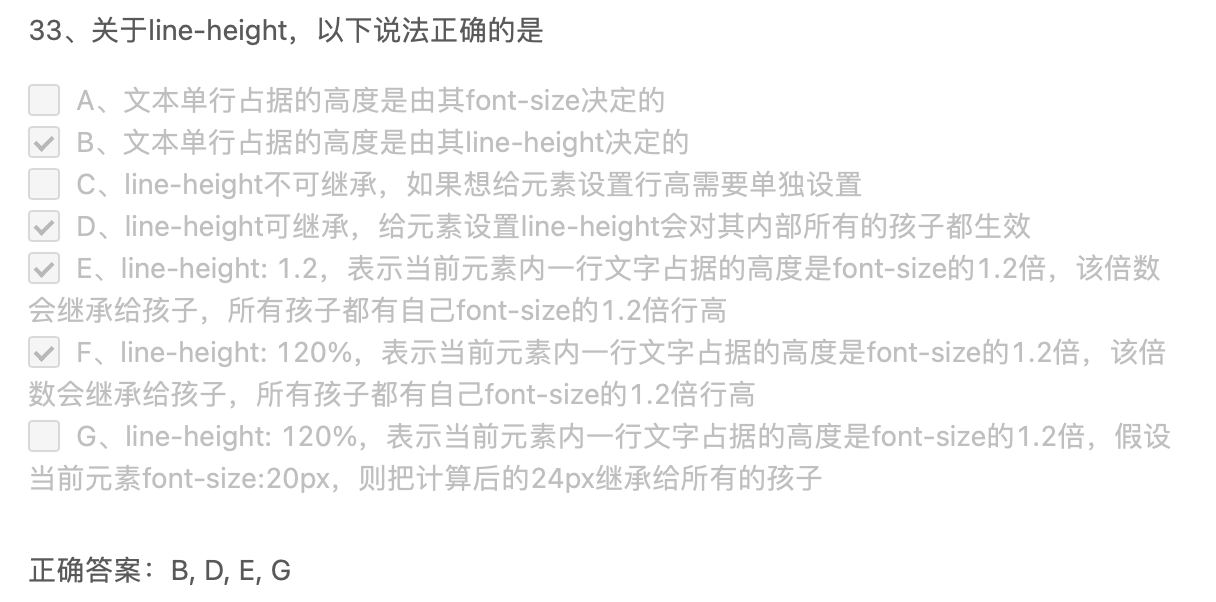 33、关于line-height，以下说法正确的是
A、文本单行占据的高度是由其font-size决定的
B、文本单行占据的高度是由其line-height决定的
C、line-height不可继承，如果想给元素设置行高需要单独设置
D、line-height可继承，给元素设置line-height会对其内部所有的孩子都生效
E、line-height: 1.2，表示当前元素内一行文字占据的高度是font-size的1.2倍，该倍数
会继承给孩子，所有孩子都有自己font-size的1.2倍行高
F、line-height: 120%，表示当前元素内一行文字占据的高度是font-size的1.2倍，该倍
数会继承给孩子，所有孩子都有自己font-size的1.2倍行高
G、line-height: 120%，表示当前元素内一行文字占据的高度是font-size的1.2倍，假设
当前元素font-size:20px，则把计算后的24px继承给所有的孩子
正确答案：B, D, E, G